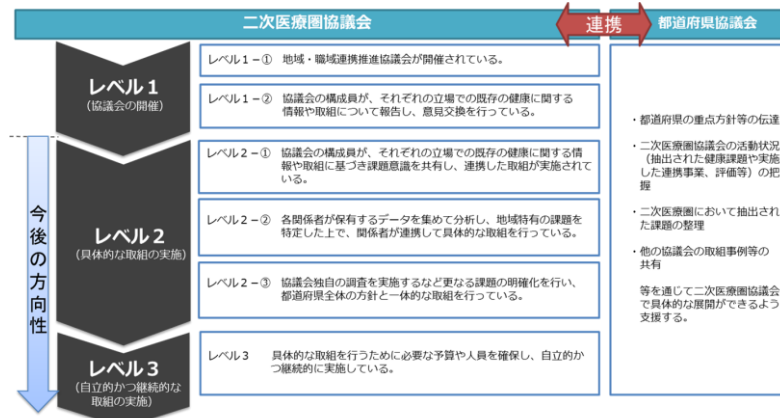 二次医療圏協議会
連携
都道府県協議会
レベル1
(協議会の開催)
レベル1-① 地域・職域連携推進協議会が開催されている。
レベル1-② 協議会の構成員が、それぞれの立場での既存の健康に関する
情報や取組について報告し、意見交換を行っている。
今後の方向性
レベル2
(具体的な取組の実施)
レベル2-① 協議会の構成員が、それぞれの立場での既存の健康に関する情
報や取組に基づき課題意識を共有し、連携した取組が実施されて
いる。
レベル2-② 各関係者が保有するデータを集めて分析し、地域特有の課題を
特定した上で、関係者が連携して具体的な取組を行っている。
レベル2-③ 協議会独自の調査を実施するなど更なる課題の明確化を行い、
都道府県全体の方針と一体的な取組を行っている。
レベル3
(自立的かつ継続的な
取組の実施)
レベル3 具体的な取組を行うために必要な予算や人員を確保し、自立的か
つ継続的に実施している。
・都道府県の重点方針等の伝達
・二次医療圏協議会の活動状況
(抽出された健康課題や実施
した連携事業、評価等)の把
握
・二次医療圏において抽出され
た課題の整理
・他の協議会の取組事例等の
共有
等を通じて二次医療圏協議会
で具体的な展開ができるよう
支援する。